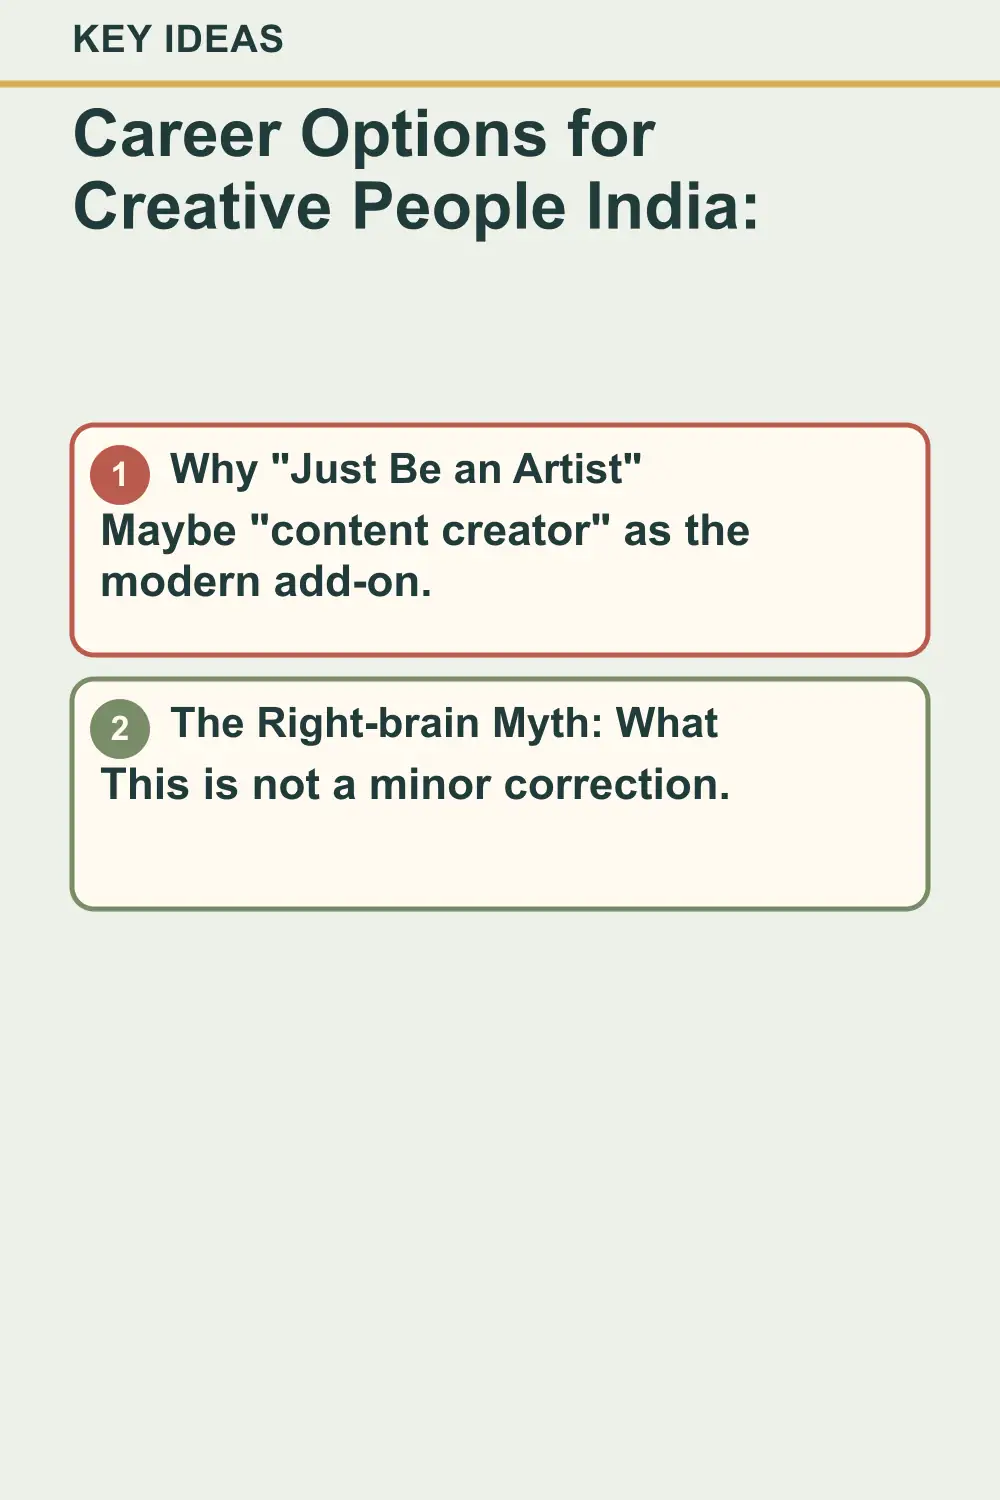 KEY IDEAS
Career Options for
Creative People India:
1 Why "Just Be an Artist"
Maybe "content creator" as the
modern add-on.
2 The Right-brain Myth: What
This is not a minor correction.